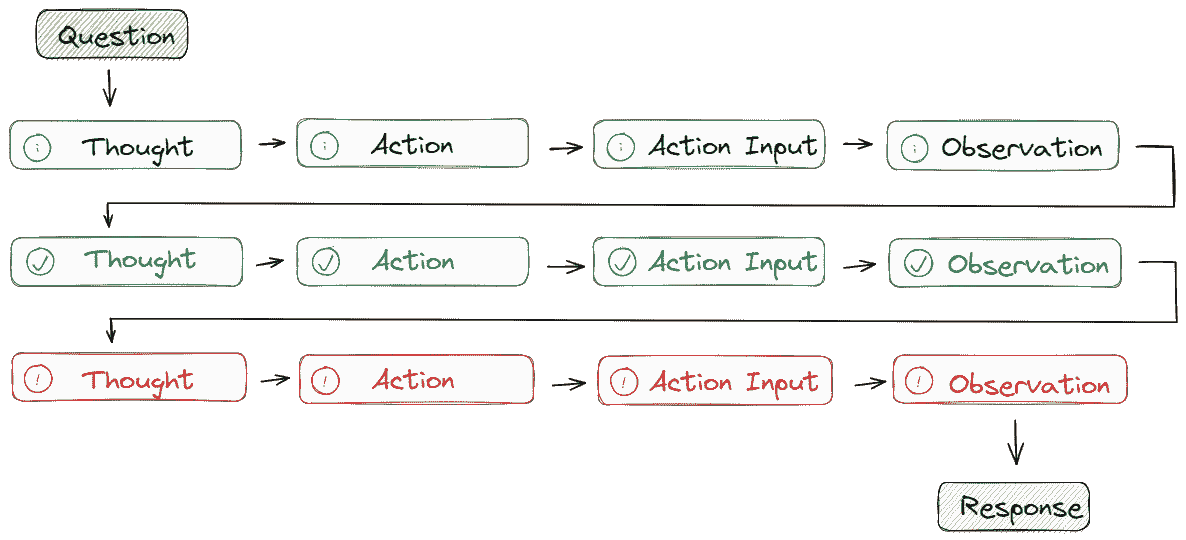 Question
Thought
Action
Action Input
Observation
Thought
Action
Action Input
Observation
Thought
Action
Action Input
Observation
Response